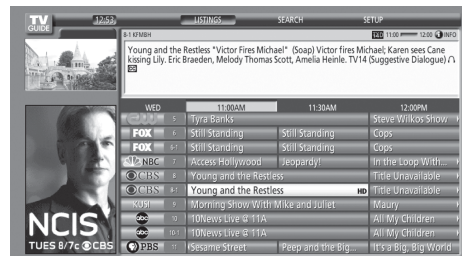 TV GUIDE 12:53 LISTINGS SEARCH SETUP
8-1 KFMBH 11:00 12:00 INFO
Young and the Restless "Victor Fires Michael" (Soap) Victor fires Michael; Karen sees Cane
kissing Lily. Eric Braeden, Melody Thomas Scott, Amelia Heinle. TV14 (Suggestive Dialogue)
WED 11:00AM 11:30AM 12:00PM
5 Tyra Banks Steve Wilkos Show
FOX 6 Still Standing Still Standing Cops
FOX 6-1 Still Standing Still Standing Cops
NBC 7 Access Hollywood Jeopardy! In the Loop With...
CBS 8 Young and the Restless Title Unavailable
CBS 8-1 Young and the Restless HD Title Unavailable
KUSI 9 Morning Show With Mike and Juliet Maury
abc 10 10News Live @ 11A All My Children
abc 10-1 10News Live @ 11A All My Children
PBS 11 Sesame Street Peep and the Big... It's a Big, Big World
NCIS
TUES 8/7c CBS